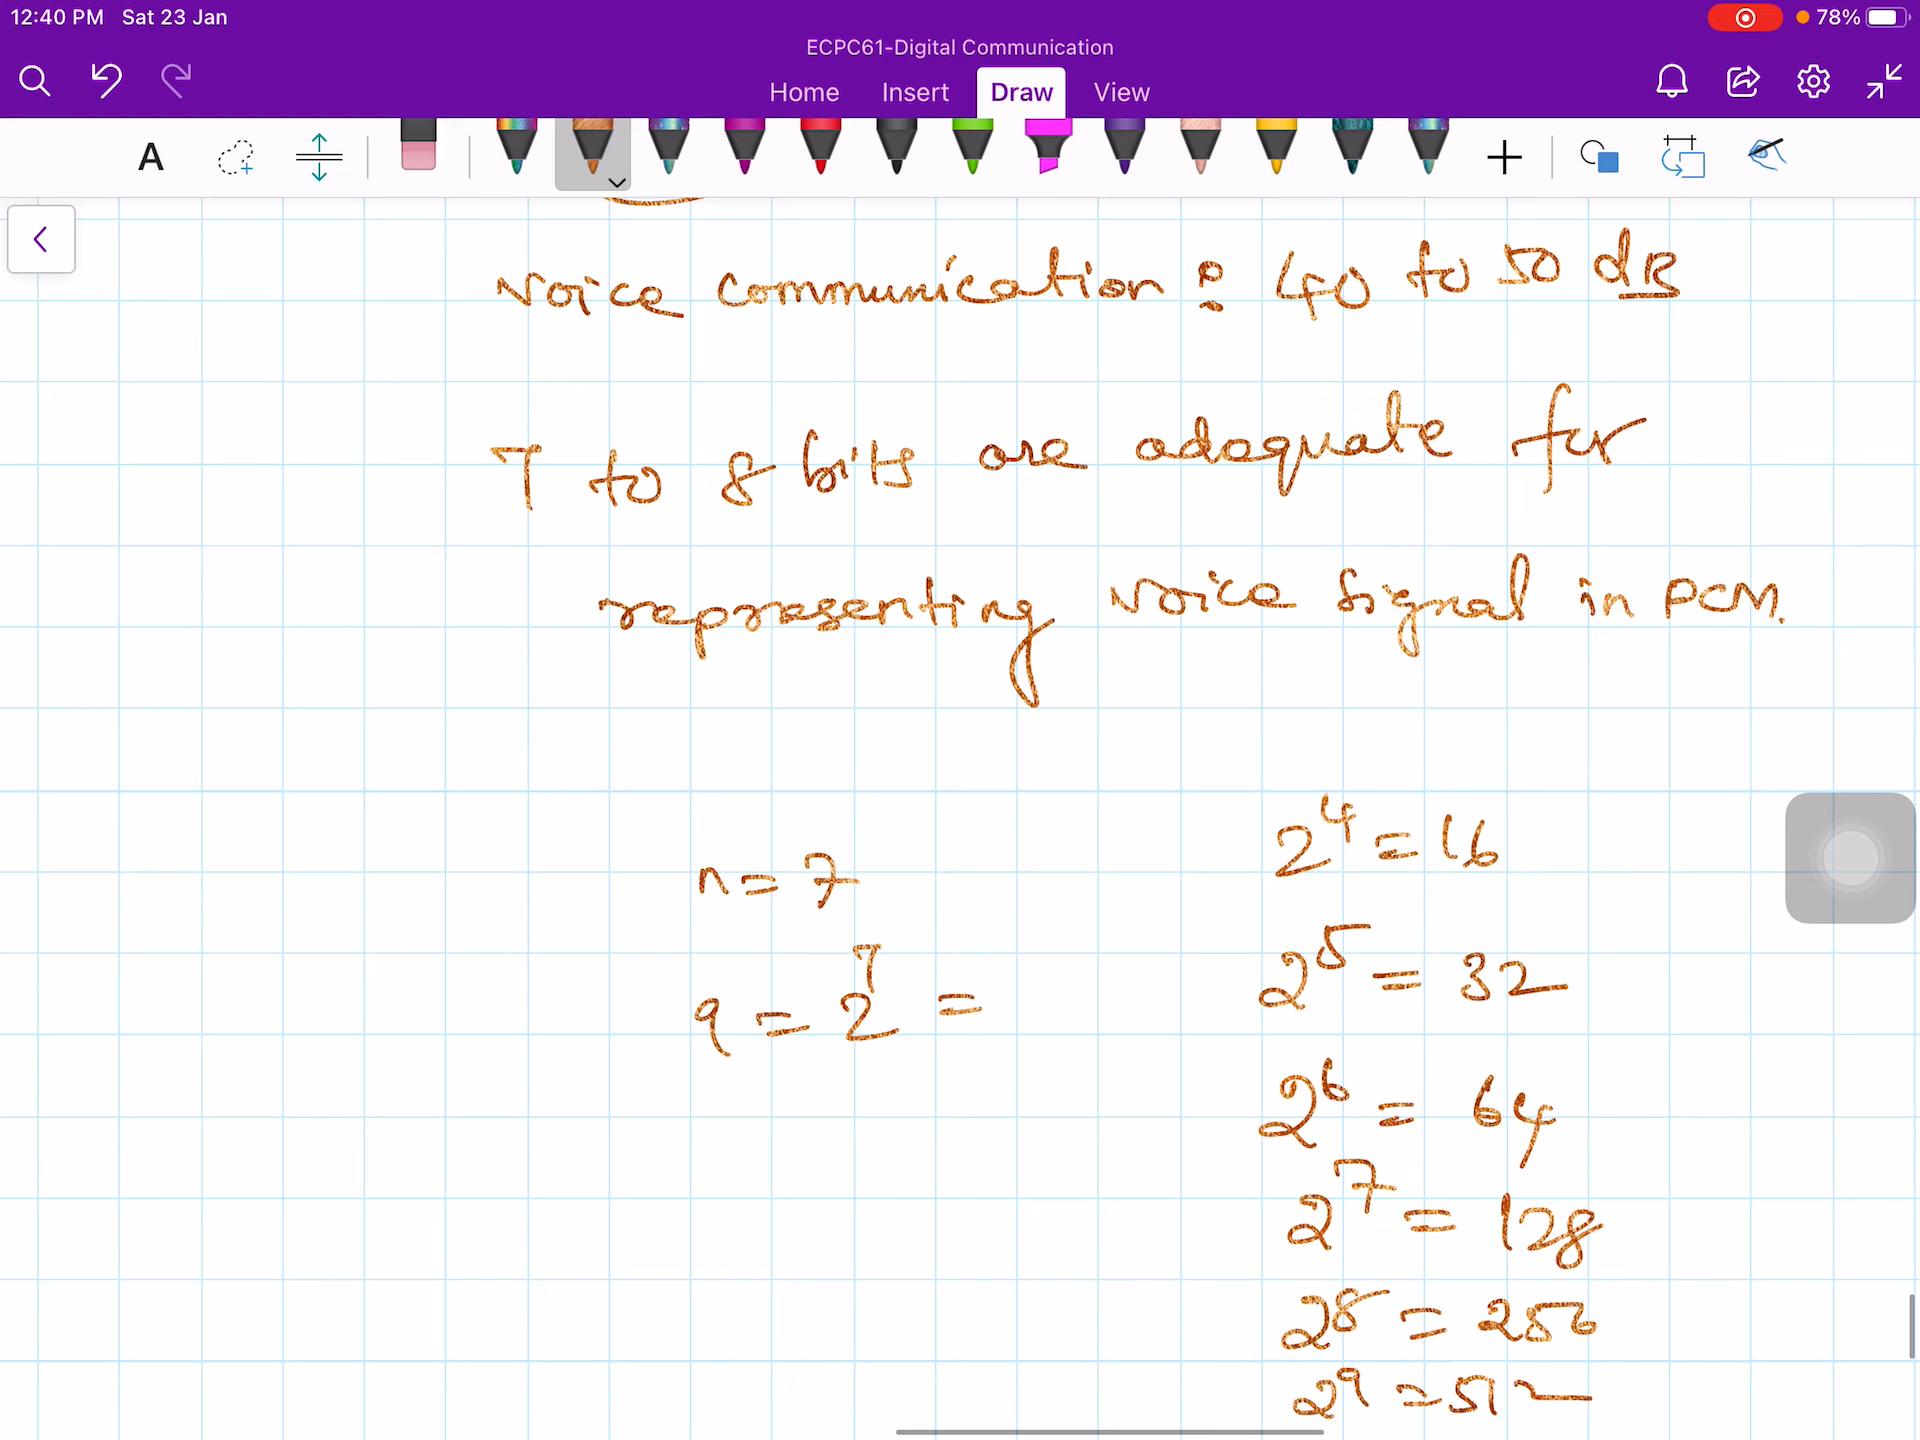 12:40 PM Sat 23 Jan
78%
ECPC61-Digital Communication
Home Insert Draw View
A
Voice communication : 40 to 50 dB
7 to 8 bits are adequate for
representing voice signal in PCM.
n = 7
q = 2^7 =
2^4 = 16
2^5 = 32
2^6 = 64
2^7 = 128
2^8 = 256
2^9 = 512